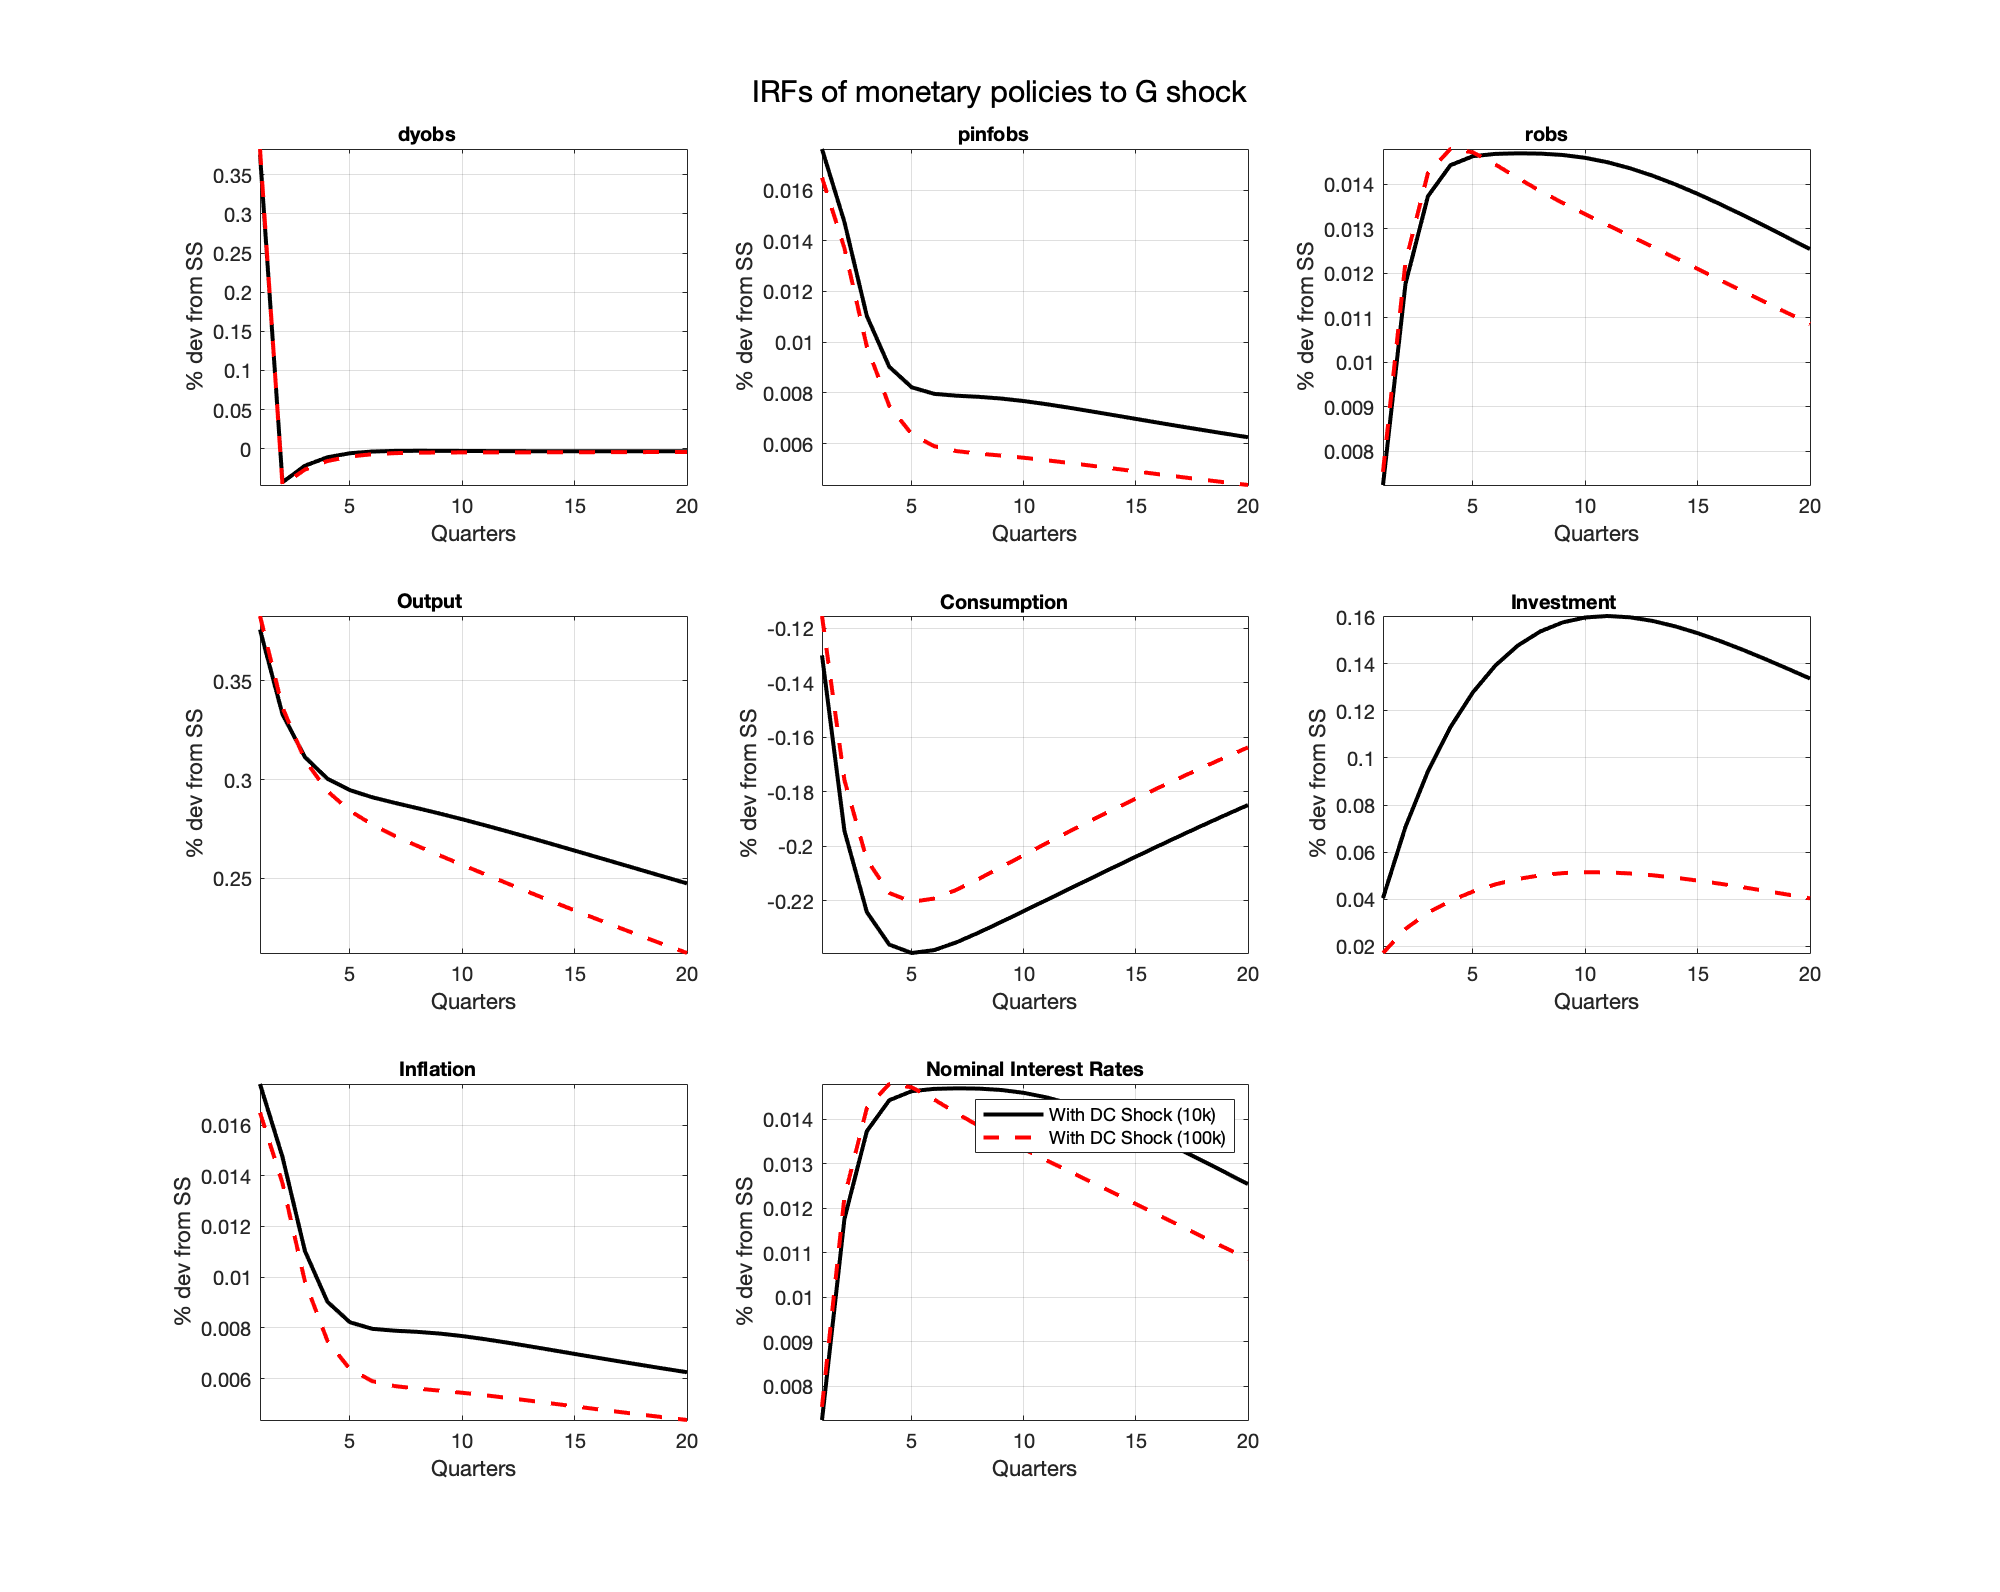 IRFs of monetary policies to G shock
dyobs
% dev from SS
0.35
0.3
0.25
0.2
0.15
0.1
0.05
0
5 10 15 20
Quarters
pinfobs
% dev from SS
0.016
0.014
0.012
0.01
0.008
0.006
5 10 15 20
Quarters
robs
% dev from SS
0.014
0.013
0.012
0.011
0.01
0.009
0.008
5 10 15 20
Quarters
Output
% dev from SS
0.35
0.3
0.25
5 10 15 20
Quarters
Consumption
% dev from SS
-0.12
-0.14
-0.16
-0.18
-0.2
-0.22
5 10 15 20
Quarters
Investment
% dev from SS
0.16
0.14
0.12
0.1
0.08
0.06
0.04
0.02
5 10 15 20
Quarters
Inflation
% dev from SS
0.016
0.014
0.012
0.01
0.008
0.006
5 10 15 20
Quarters
Nominal Interest Rates
% dev from SS
0.014
0.013
0.012
0.011
0.01
0.009
0.008
With DC Shock (10k)
With DC Shock (100k)
5 10 15 20
Quarters